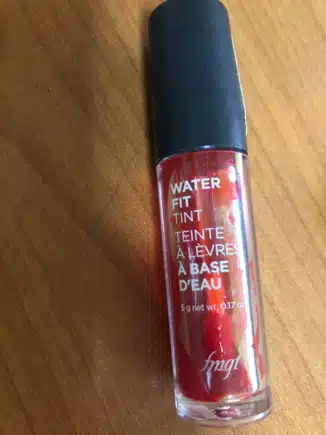 WATER
FIT
TINT
TEINTE
À LÈVRES
À BASE
D'EAU
5 g net wt. 0.17 oz
fmgt